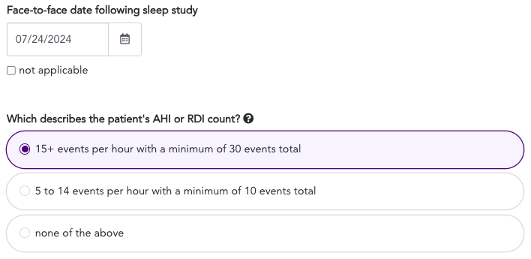 Face-to-face date following sleep study
07/24/2024
not applicable
Which describes the patient's AHI or RDI count? ?
15+ events per hour with a minimum of 30 events total
5 to 14 events per hour with a minimum of 10 events total
none of the above